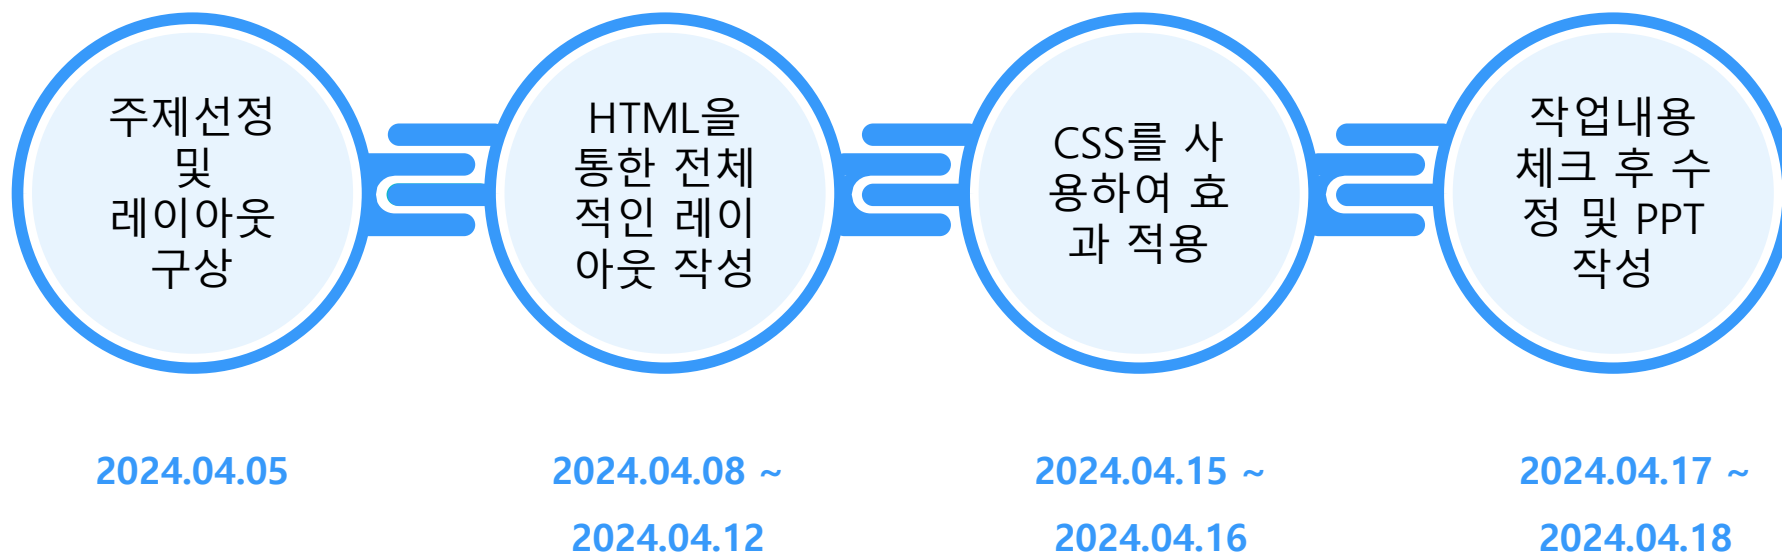 주제선정
및
레이아웃
구상
HTML을
통한 전체
적인 레이
아웃 작성
CSS를 사
용하여 효
과 적용
작업내용
체크 후 수
정 및 PPT
작성
2024.04.05
2024.04.08 ~
2024.04.12
2024.04.15 ~
2024.04.16
2024.04.17 ~
2024.04.18